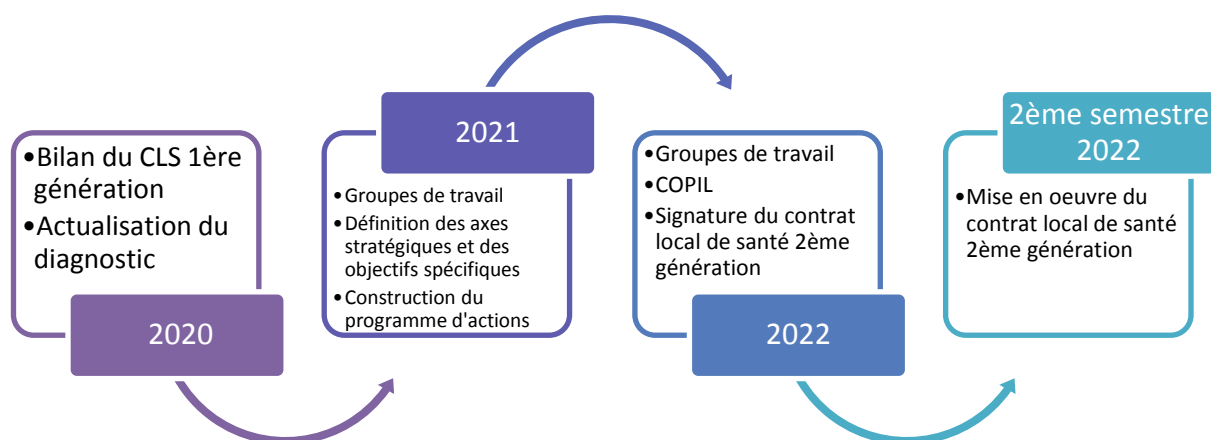 •Bilan du CLS 1ère
génération
•Actualisation du
diagnostic
2020
2021
•Groupes de travail
•Définition des axes
stratégiques et des
objectifs spécifiques
•Construction du
programme d'actions
•Groupes de travail
•COPIL
•Signature du contrat
local de santé 2ème
génération
2022
2ème semestre
2022
•Mise en oeuvre du
contrat local de santé
2ème génération